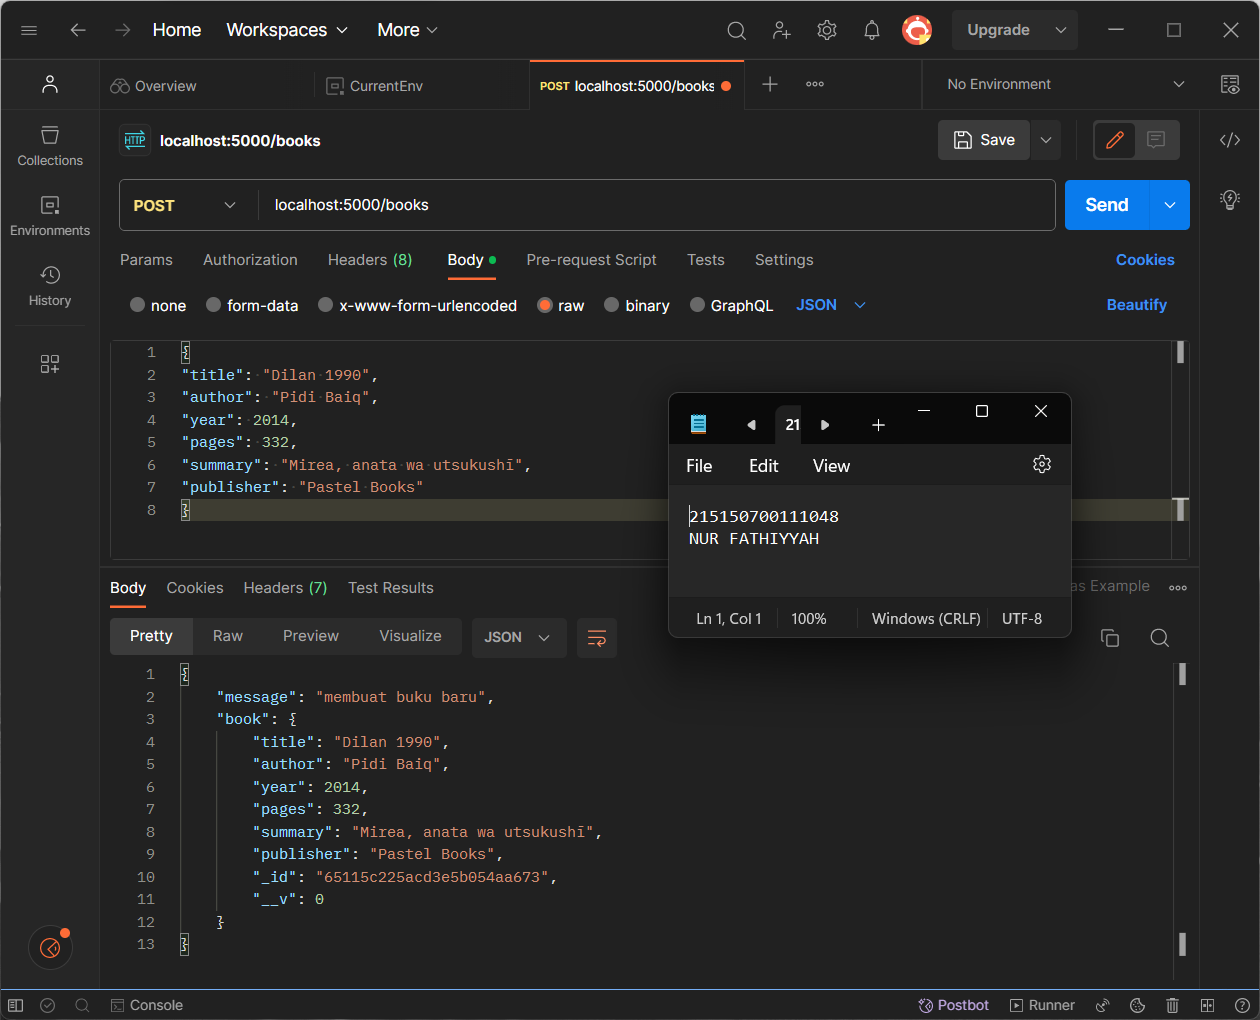 Home Workspaces More Upgrade
Overview CurrentEnv POST localhost:5000/books No Environment
HTTP localhost:5000/books Save
Collections
Environments
History
POST localhost:5000/books Send
Params Authorization Headers (8) Body Pre-request Script Tests Settings Cookies
none form-data x-www-form-urlencoded raw binary GraphQL JSON Beautify
1 {
2 "title": "Dilan 1990",
3 "author": "Pidi Baiq",
4 "year": 2014,
5 "pages": 332,
6 "summary": "Mirea, anata wa utsukushī",
7 "publisher": "Pastel Books"
8 }
21
File Edit View
215150700111048
NUR FATHIYYAH
Ln 1, Col 1 100% Windows (CRLF) UTF-8
Body Cookies Headers (7) Test Results as Example
Pretty Raw Preview Visualize JSON
1 {
2 "message": "membuat buku baru",
3 "book": {
4 "title": "Dilan 1990",
5 "author": "Pidi Baiq",
6 "year": 2014,
7 "pages": 332,
8 "summary": "Mirea, anata wa utsukushī",
9 "publisher": "Pastel Books",
10 "_id": "65115c225acd3e5b054aa673",
11 "__v": 0
12 }
13 }
Console Postbot Runner